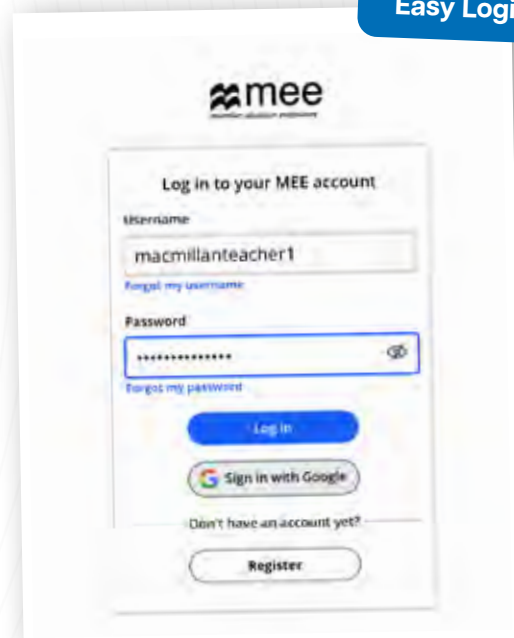 Easy Logi
mee
Log in to your MEE account
Username
macmillanteacher1
Forgot my username
Password
••••••••••••••
Forgot my password
Log in
Sign in with Google
Don't have an account yet?
Register